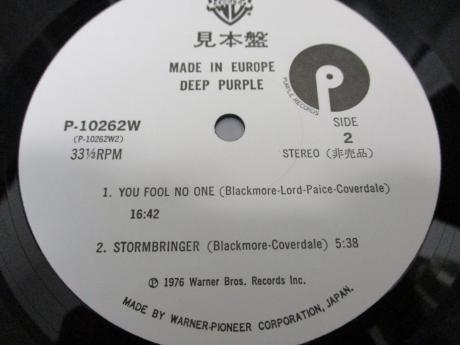 見本盤
MADE IN EUROPE
DEEP PURPLE
PURPLE RECORDS
P-10262W
(P-10262W2)
33⅓RPM
SIDE
2
STEREO (非売品)
1. YOU FOOL NO ONE (Blackmore-Lord-Paice-Coverdale)
16:42
2. STORMBRINGER (Blackmore-Coverdale) 5:38
℗ 1976 Warner Bros. Records Inc.
MADE BY WARNER-PIONEER CORPORATION, JAPAN.